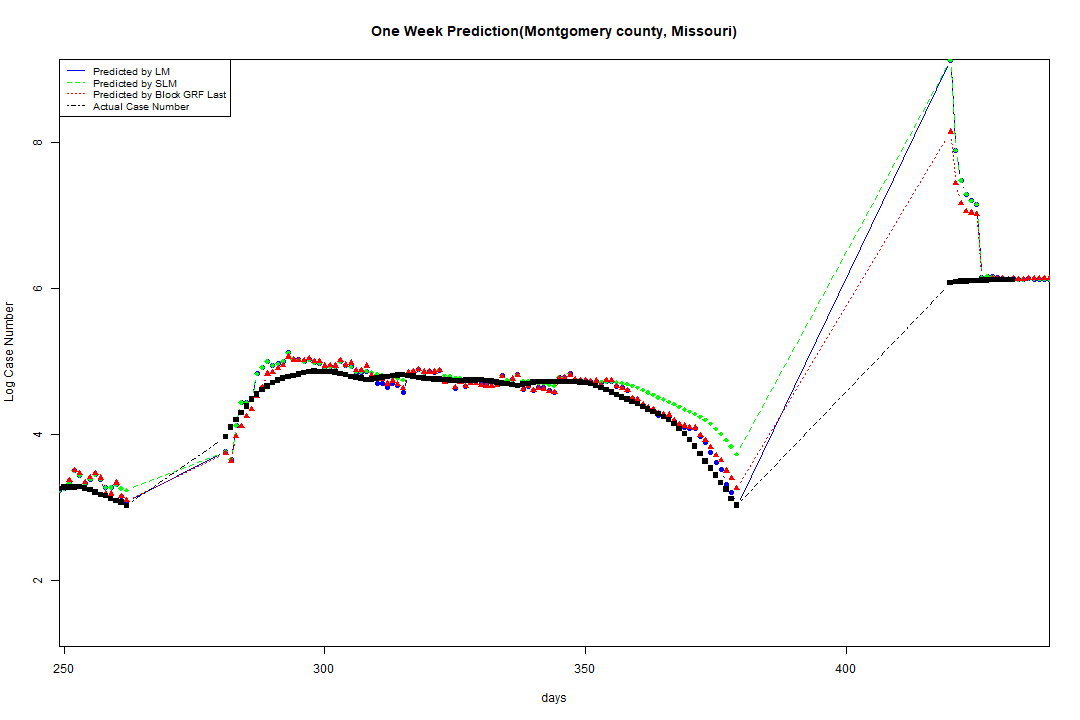 One Week Prediction(Montgomery county, Missouri)
Predicted by LM
Predicted by SLM
Predicted by Block GRF Last
Actual Case Number
Log Case Number
8
6
4
2
250 300 350 400
days